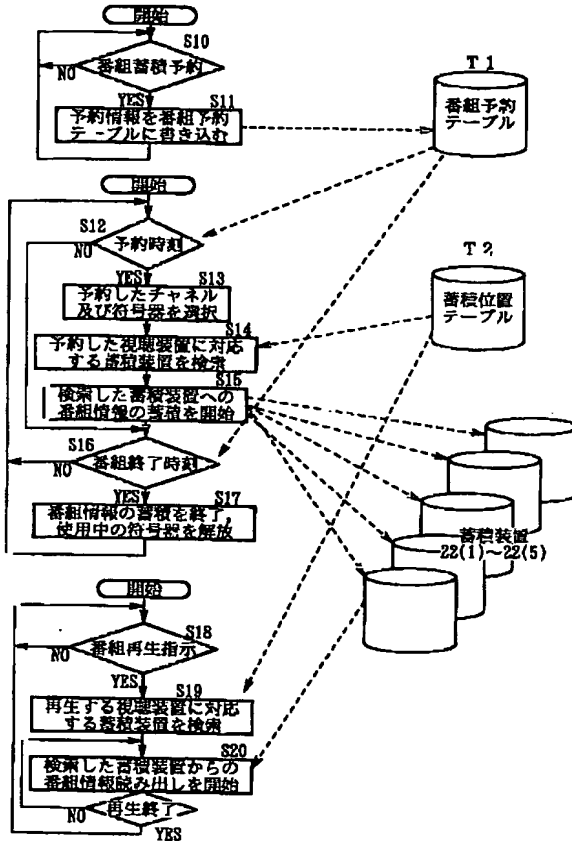 開始
S10
番組蓄積予約
NO
YES
S11
予約情報を番組予約
テーブルに書き込む
T1
番組予約
テーブル
開始
S12
予約時刻
NO
YES
S13
予約したチャネル
及び符号器を選択
S14
予約した視聴装置に対応
する蓄積装置を検索
S15
検索した蓄積装置への
番組情報の蓄積を開始
T2
蓄積位置
テーブル
S16
番組終了時刻
NO
YES
S17
番組情報の蓄積を終了,
使用中の符号器を解放
蓄積装置
22(1)～22(5)
開始
S18
番組再生指示
NO
YES
S19
再生する視聴装置に対応
する蓄積装置を検索
S20
検索した蓄積装置からの
番組情報読み出しを開始
再生終了
NO
YES